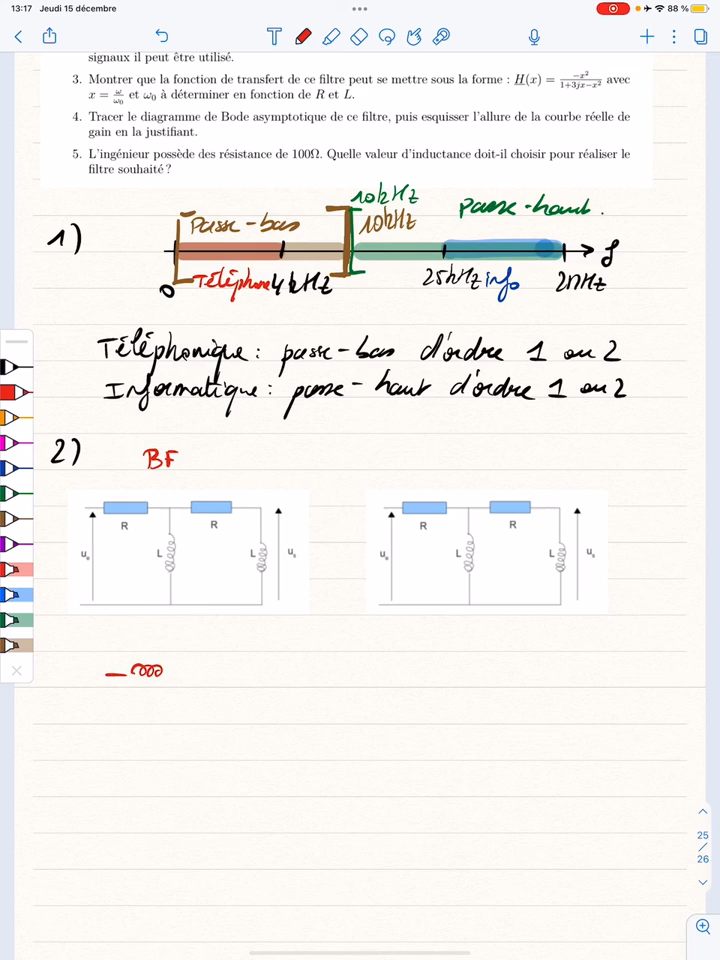 13:17 Jeudi 15 décembre
88 %
signaux il peut être utilisé.
3. Montrer que la fonction de transfert de ce filtre peut se mettre sous la forme : H(x) = -x²/(1+3jx-x²) avec
x = ω/ω₀ et ω₀ à déterminer en fonction de R et L.
4. Tracer le diagramme de Bode asymptotique de ce filtre, puis esquisser l'allure de la courbe réelle de
gain en la justifiant.
5. L'ingénieur possède des résistance de 100Ω. Quelle valeur d'inductance doit-il choisir pour réaliser le
filtre souhaité ?
10kHz
passe-haut.
1)
Passe-bas
10kHz
f
0
Téléphone
4kHz
25kHz
info
2MHz
Téléphonique : passe-bas d'ordre 1 ou 2
Informatique : passe-haut d'ordre 1 ou 2
2)
BF
R R
uₑ L L uₛ
R R
uₑ L L uₛ
25
/
26